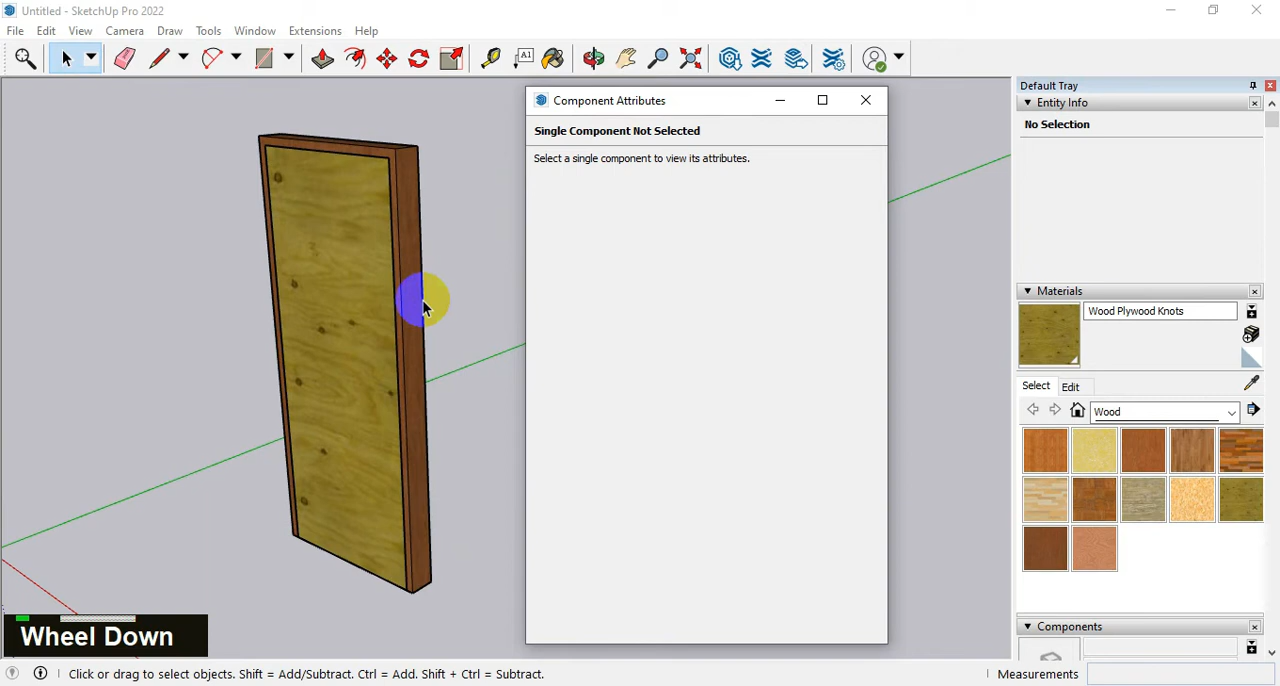 Untitled - SketchUp Pro 2022
File Edit View Camera Draw Tools Window Extensions Help
A1
Default Tray
Entity Info
No Selection
Component Attributes
Single Component Not Selected
Select a single component to view its attributes.
Materials
Wood Plywood Knots
Select Edit
Wood
Components
Wheel Down
Click or drag to select objects. Shift = Add/Subtract. Ctrl = Add. Shift + Ctrl = Subtract.
Measurements